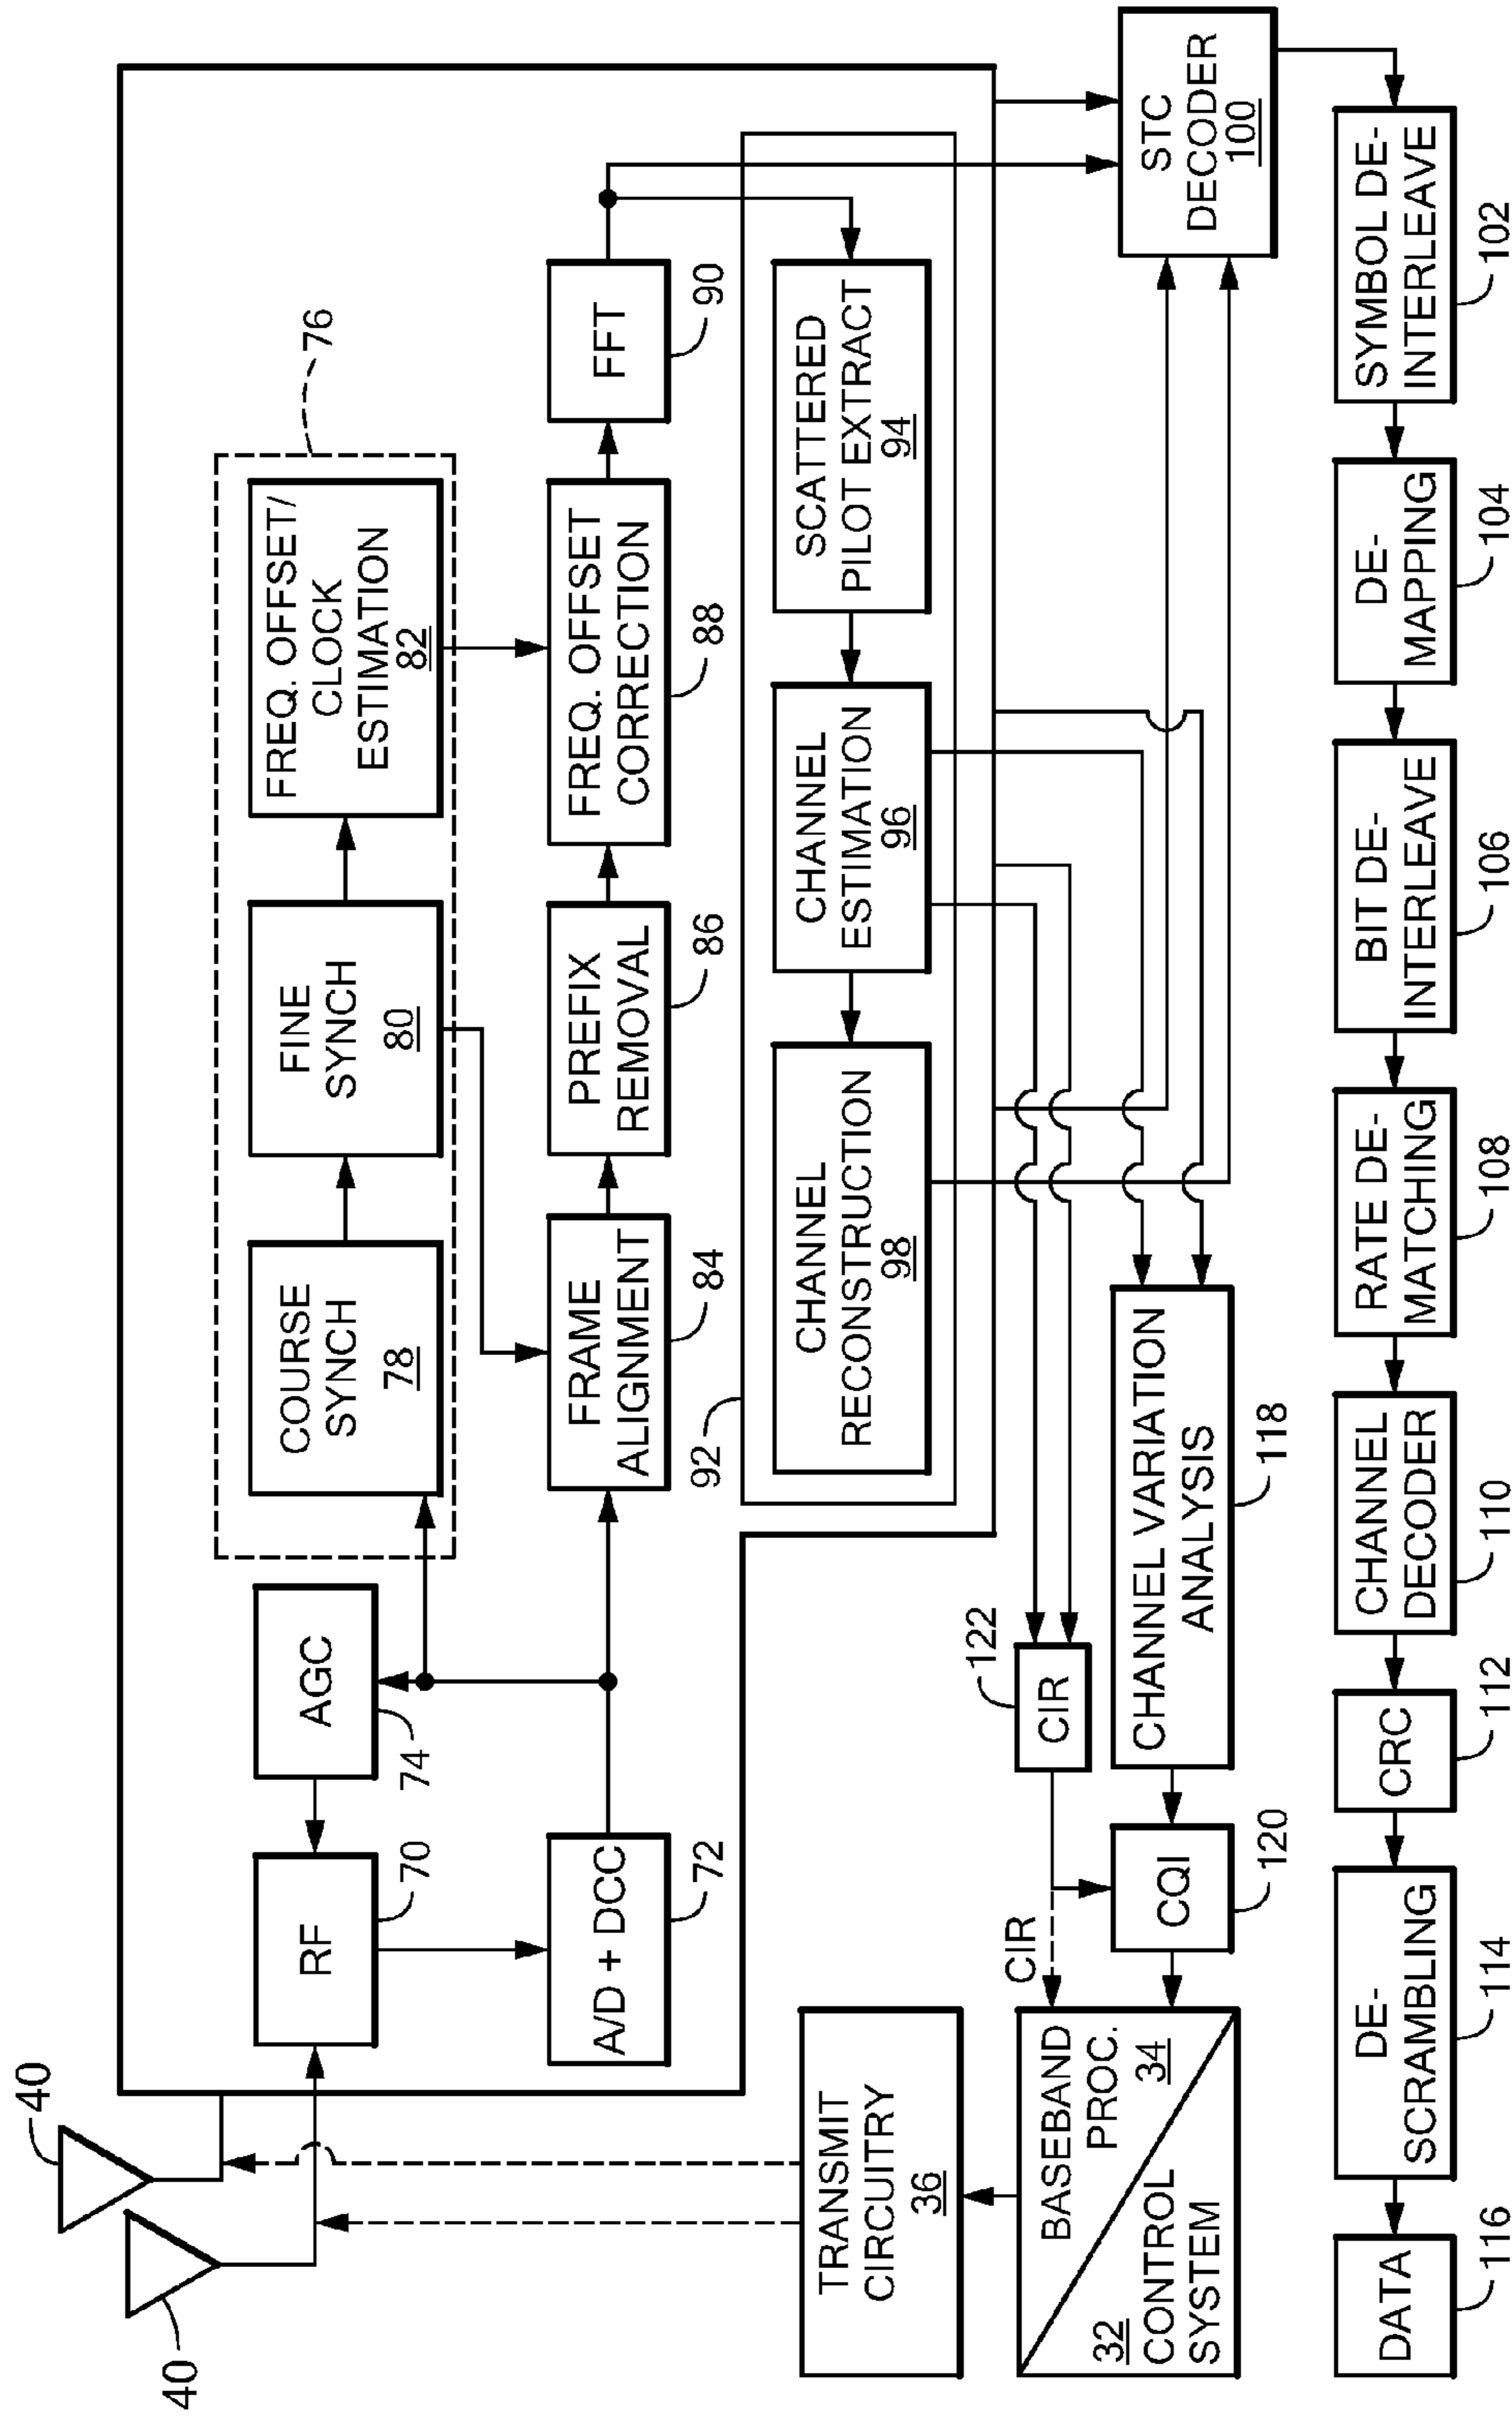 40
40
RF
70
AGC
74
A/D + DCC
72
76
COURSE
SYNCH
78
FINE
SYNCH
80
FREQ. OFFSET/
CLOCK
ESTIMATION
82
FRAME
ALIGNMENT
84
PREFIX
REMOVAL
86
FREQ. OFFSET
CORRECTION
88
FFT
90
92
SCATTERED
PILOT EXTRACT
94
CHANNEL
ESTIMATION
96
CHANNEL
RECONSTRUCTION
98
TRANSMIT
CIRCUITRY
36
BASEBAND
PROC.
34
32
CONTROL
SYSTEM
CIR
122
CIR
CQI
120
CHANNEL VARIATION
ANALYSIS
118
STC
DECODER
100
SYMBOL DE-
INTERLEAVE
102
DE-
MAPPING
104
BIT DE-
INTERLEAVE
106
RATE DE-
MATCHING
108
CHANNEL
DECODER
110
CRC
112
DE-
SCRAMBLING
114
DATA
116